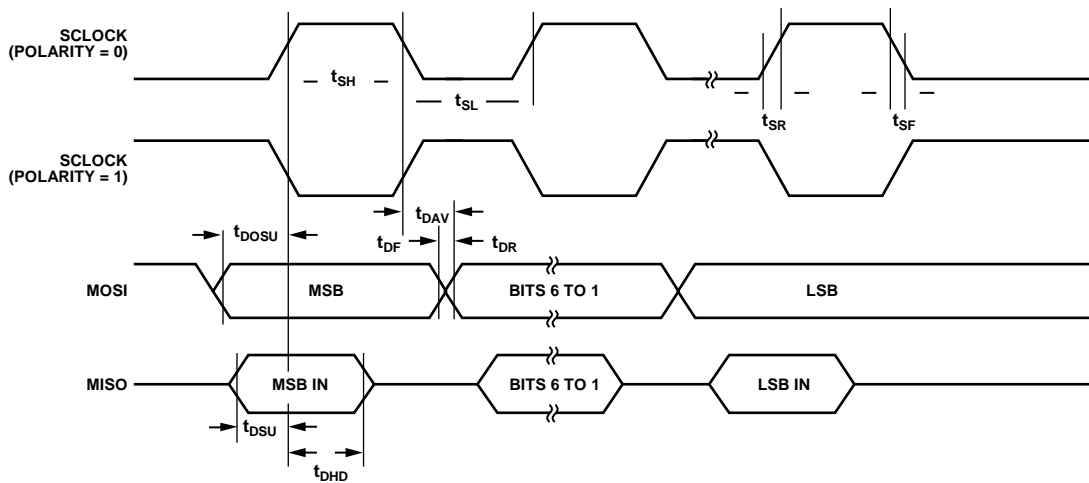 SCLOCK
(POLARITY = 0)
tSH
tSL
tSR
tSF
SCLOCK
(POLARITY = 1)
tDAV
tDOSU
tDF
tDR
MOSI
MSB
BITS 6 TO 1
LSB
MISO
MSB IN
BITS 6 TO 1
LSB IN
tDSU
tDHD